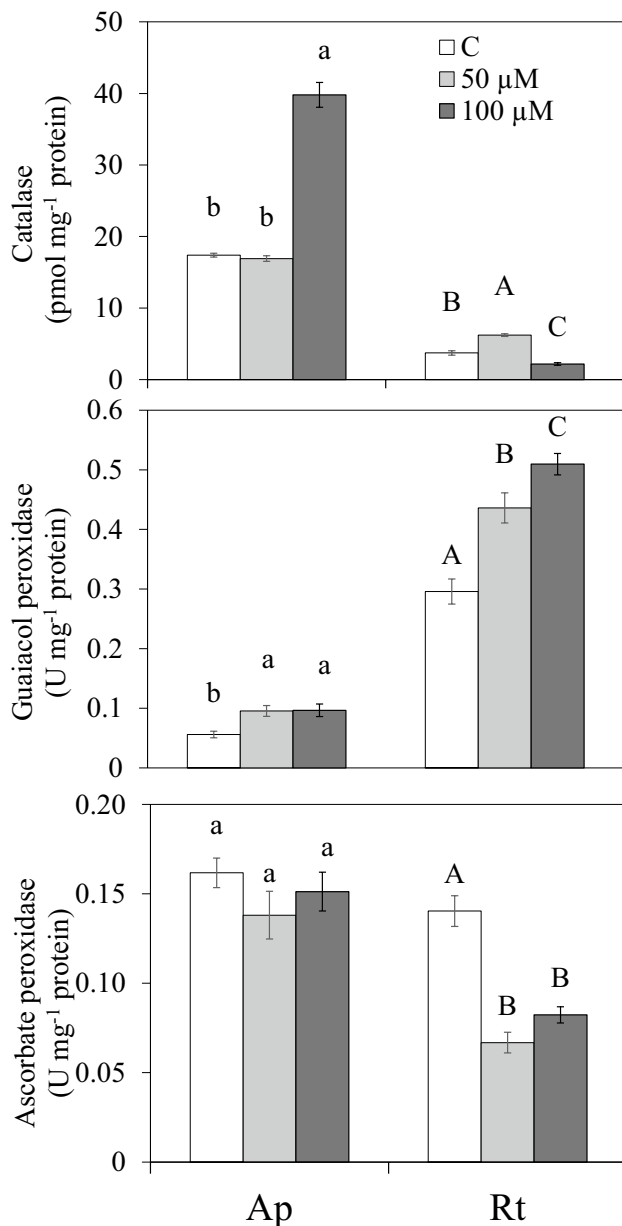 50
40
30
20
10
0
Catalase
(pmol mg⁻¹ protein)
C
50 µM
100 µM
b
b
a
B
A
C
0.6
0.5
0.4
0.3
0.2
0.1
0
Guaiacol peroxidase
(U mg⁻¹ protein)
b
a
a
A
B
C
0.20
0.15
0.10
0.05
0
Ascorbate peroxidase
(U mg⁻¹ protein)
a
a
a
A
B
B
Ap
Rt